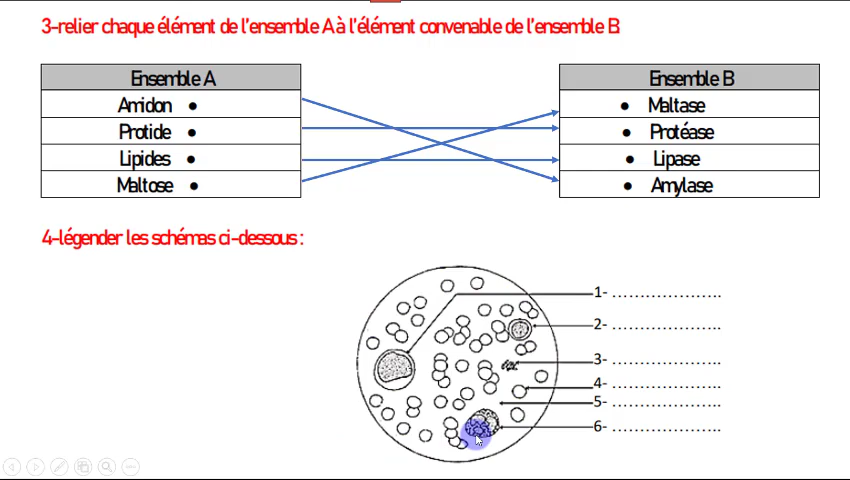 3-relier chaque élément de l'ensemble A à l'élément convenable de l'ensemble B
Ensemble A
Ensemble B
Amidon •
• Maltase
Protide •
• Protéase
Lipides •
• Lipase
Maltose •
• Amylase
4-légender les schémas ci-dessous :
1- ......................
2- ......................
3- ......................
4- ......................
5- ......................
6- ......................